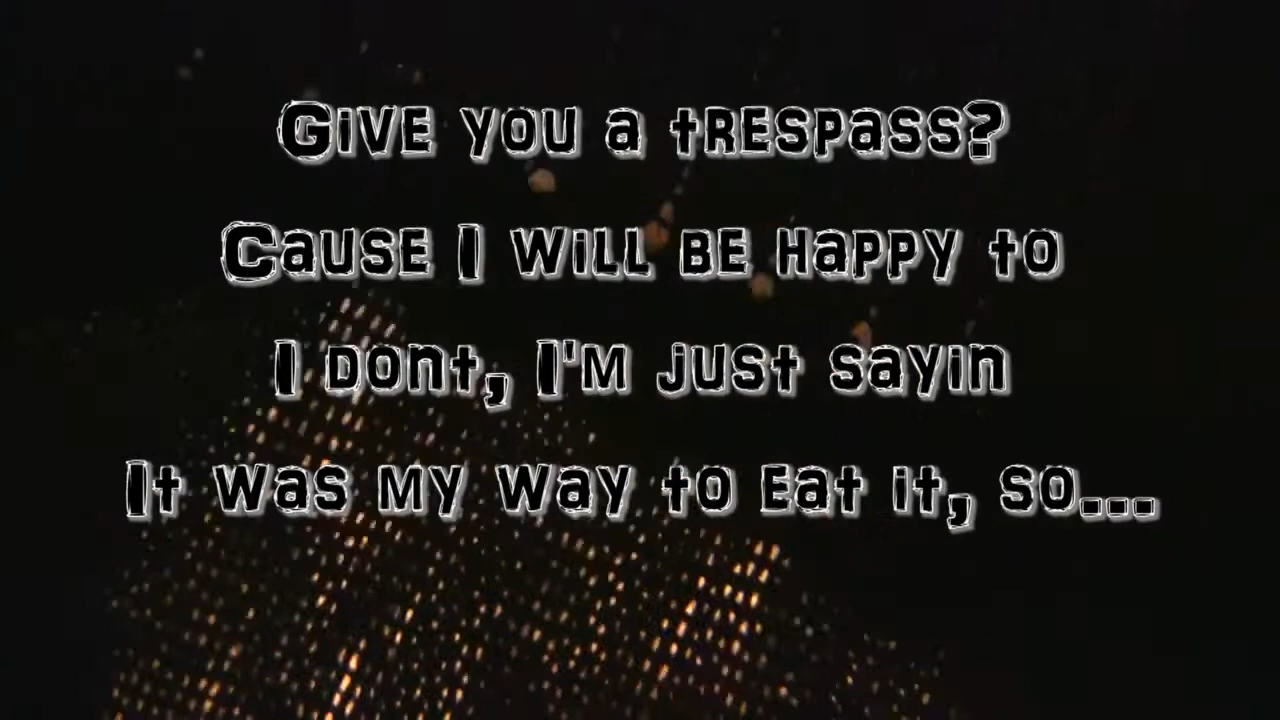 Give you a trespass?
Cause I will be happy to
I dont, I'm just sayin
It was my way to eat it, so...